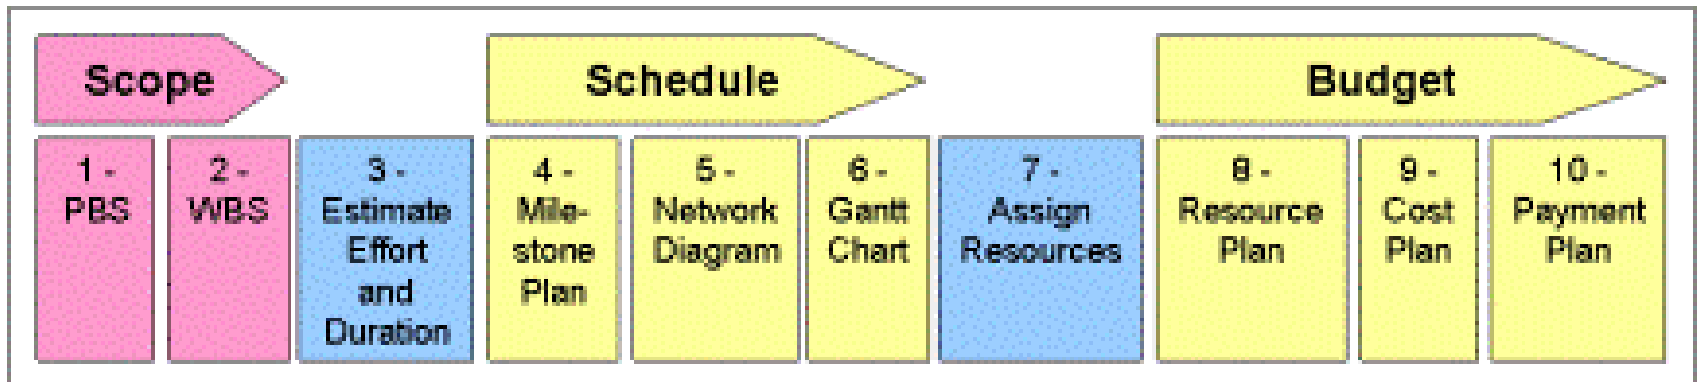 Scope
Schedule
Budget
1 -
PBS
2 -
WBS
3 -
Estimate
Effort
and
Duration
4 -
Mile-
stone
Plan
5 -
Network
Diagram
6 -
Gantt
Chart
7 -
Assign
Resources
8 -
Resource
Plan
9 -
Cost
Plan
10 -
Payment
Plan